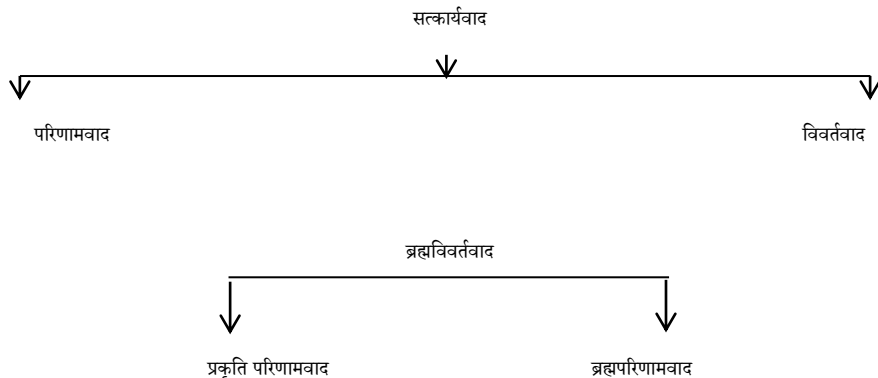 सत्कार्यवाद
परिणामवाद विवर्तवाद
ब्रह्मविवर्तवाद
प्रकृति परिणामवाद ब्रह्मपरिणामवाद